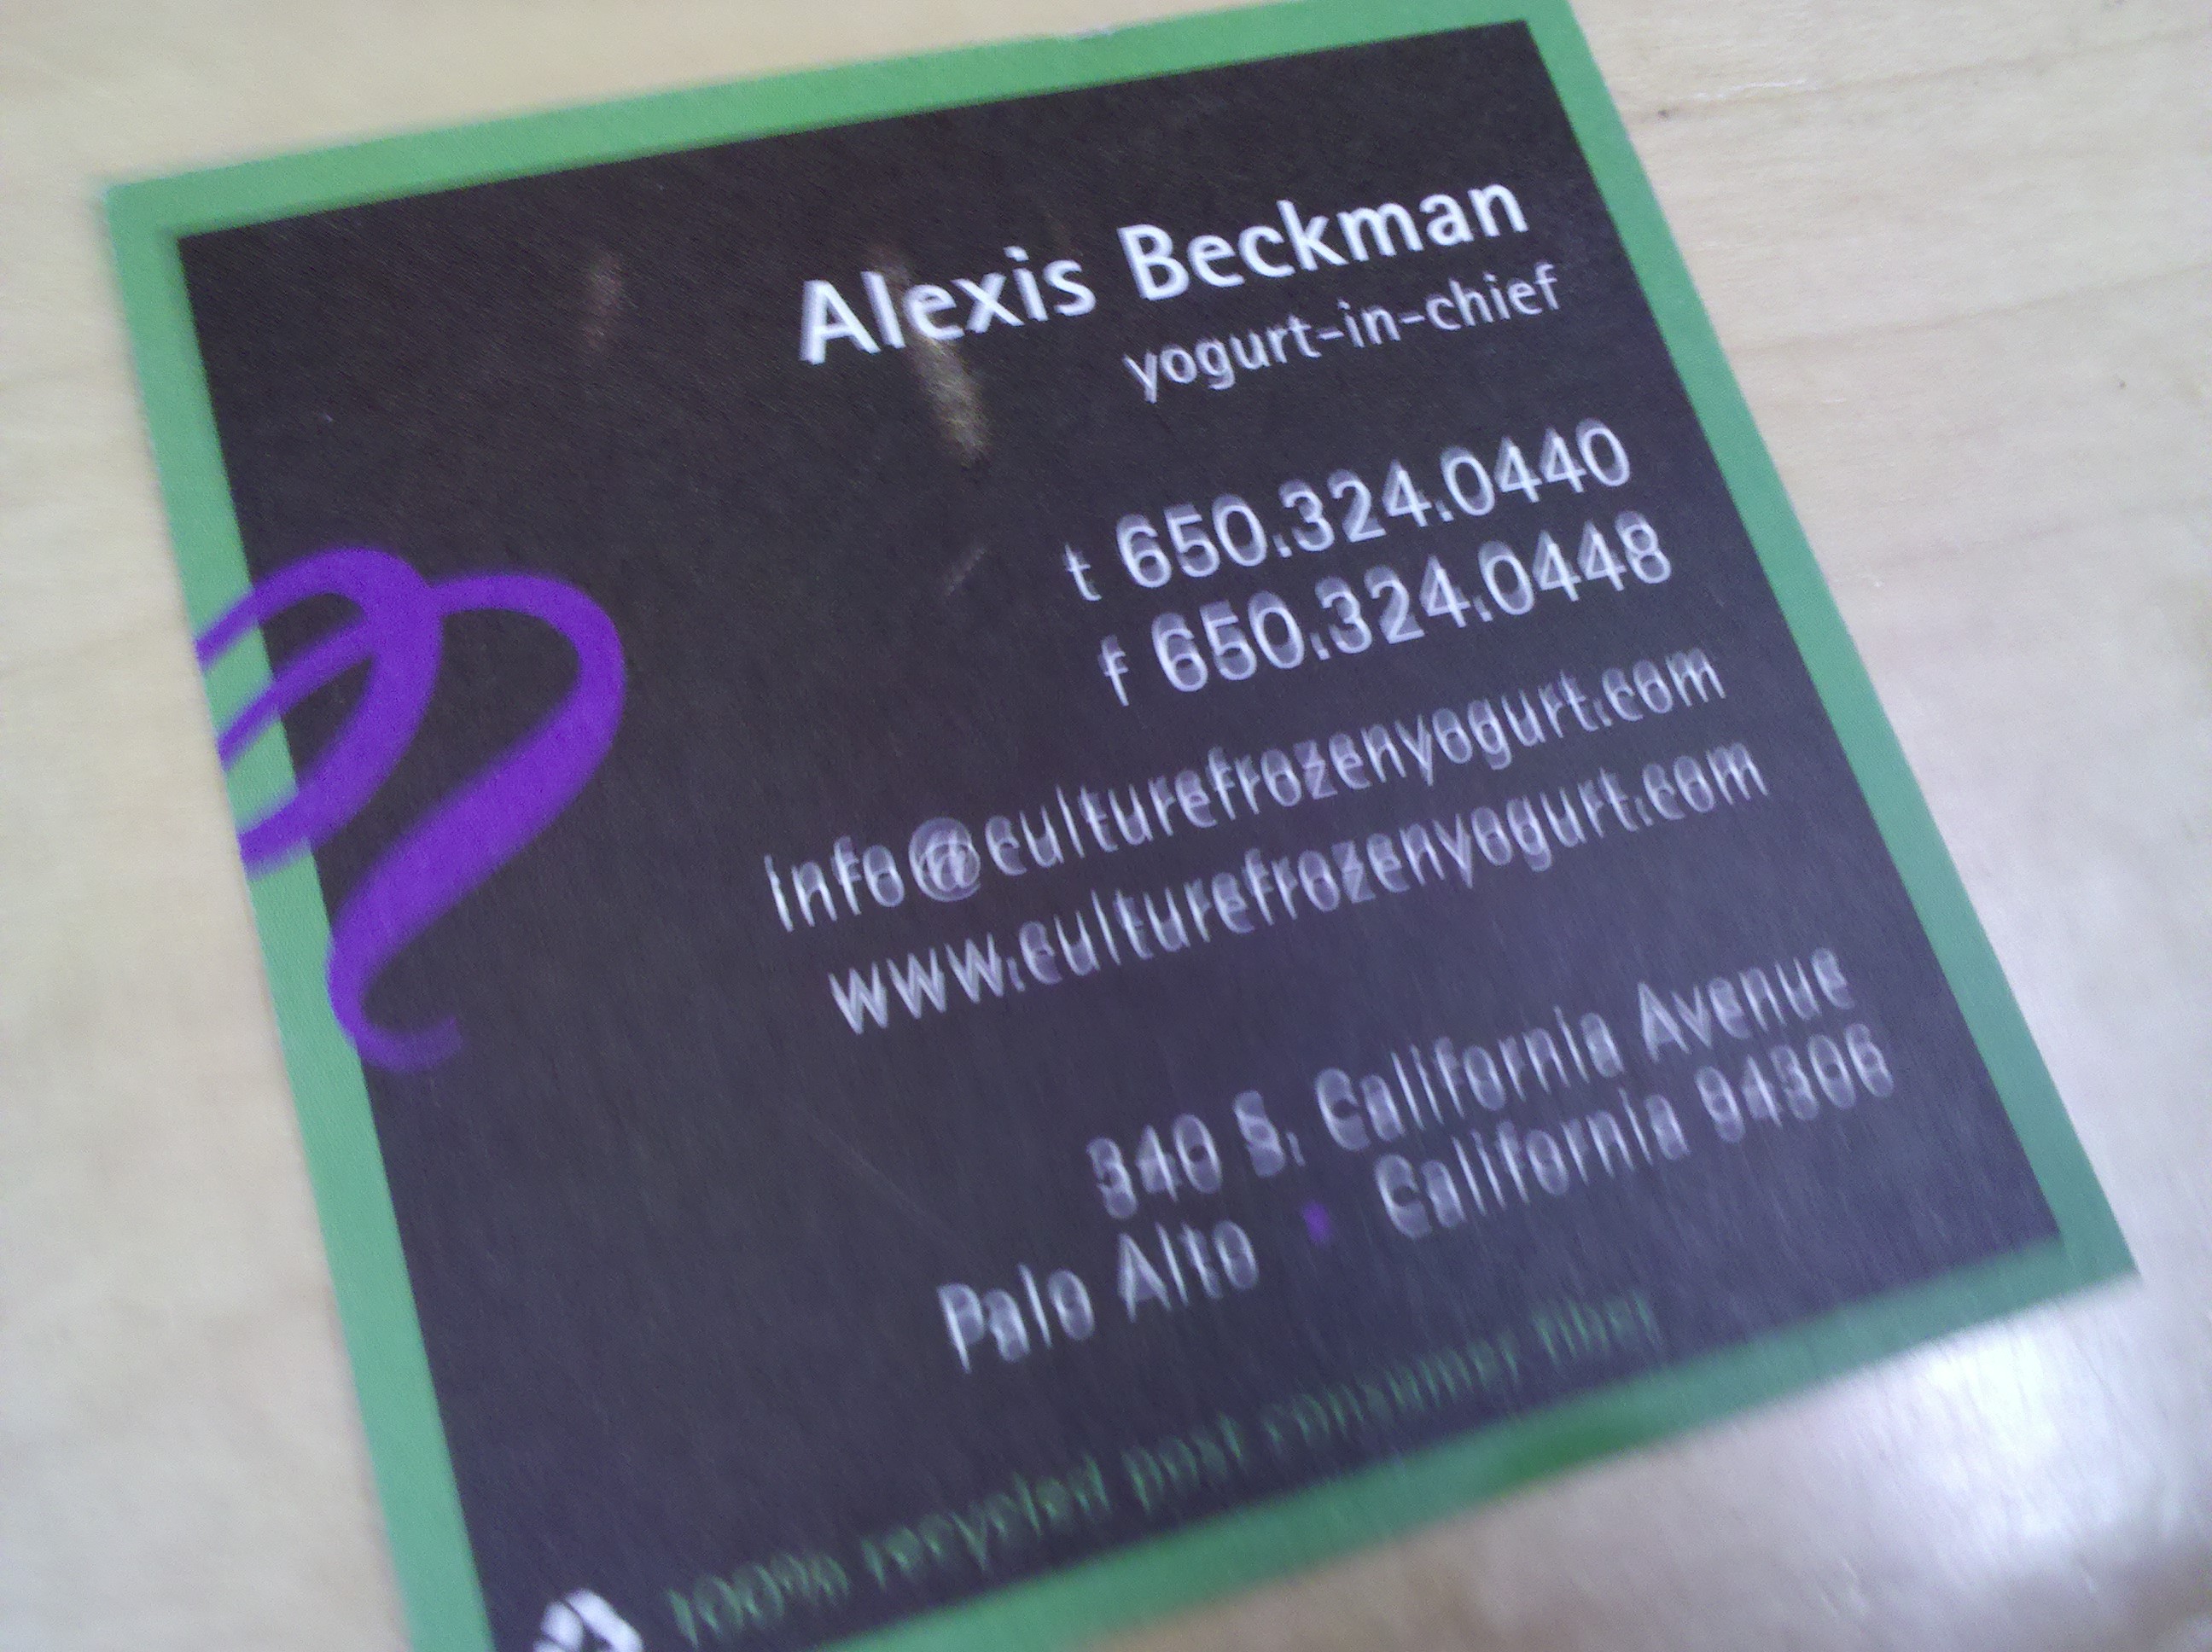 Alexis Beckman
yogurt-in-chief
t 650.324.0440
f 650.324.0448
info@culturefrozenyogurt.com
www.culturefrozenyogurt.com
340 S. California Avenue
Palo Alto • California 94306
100% recycled post consumer fiber